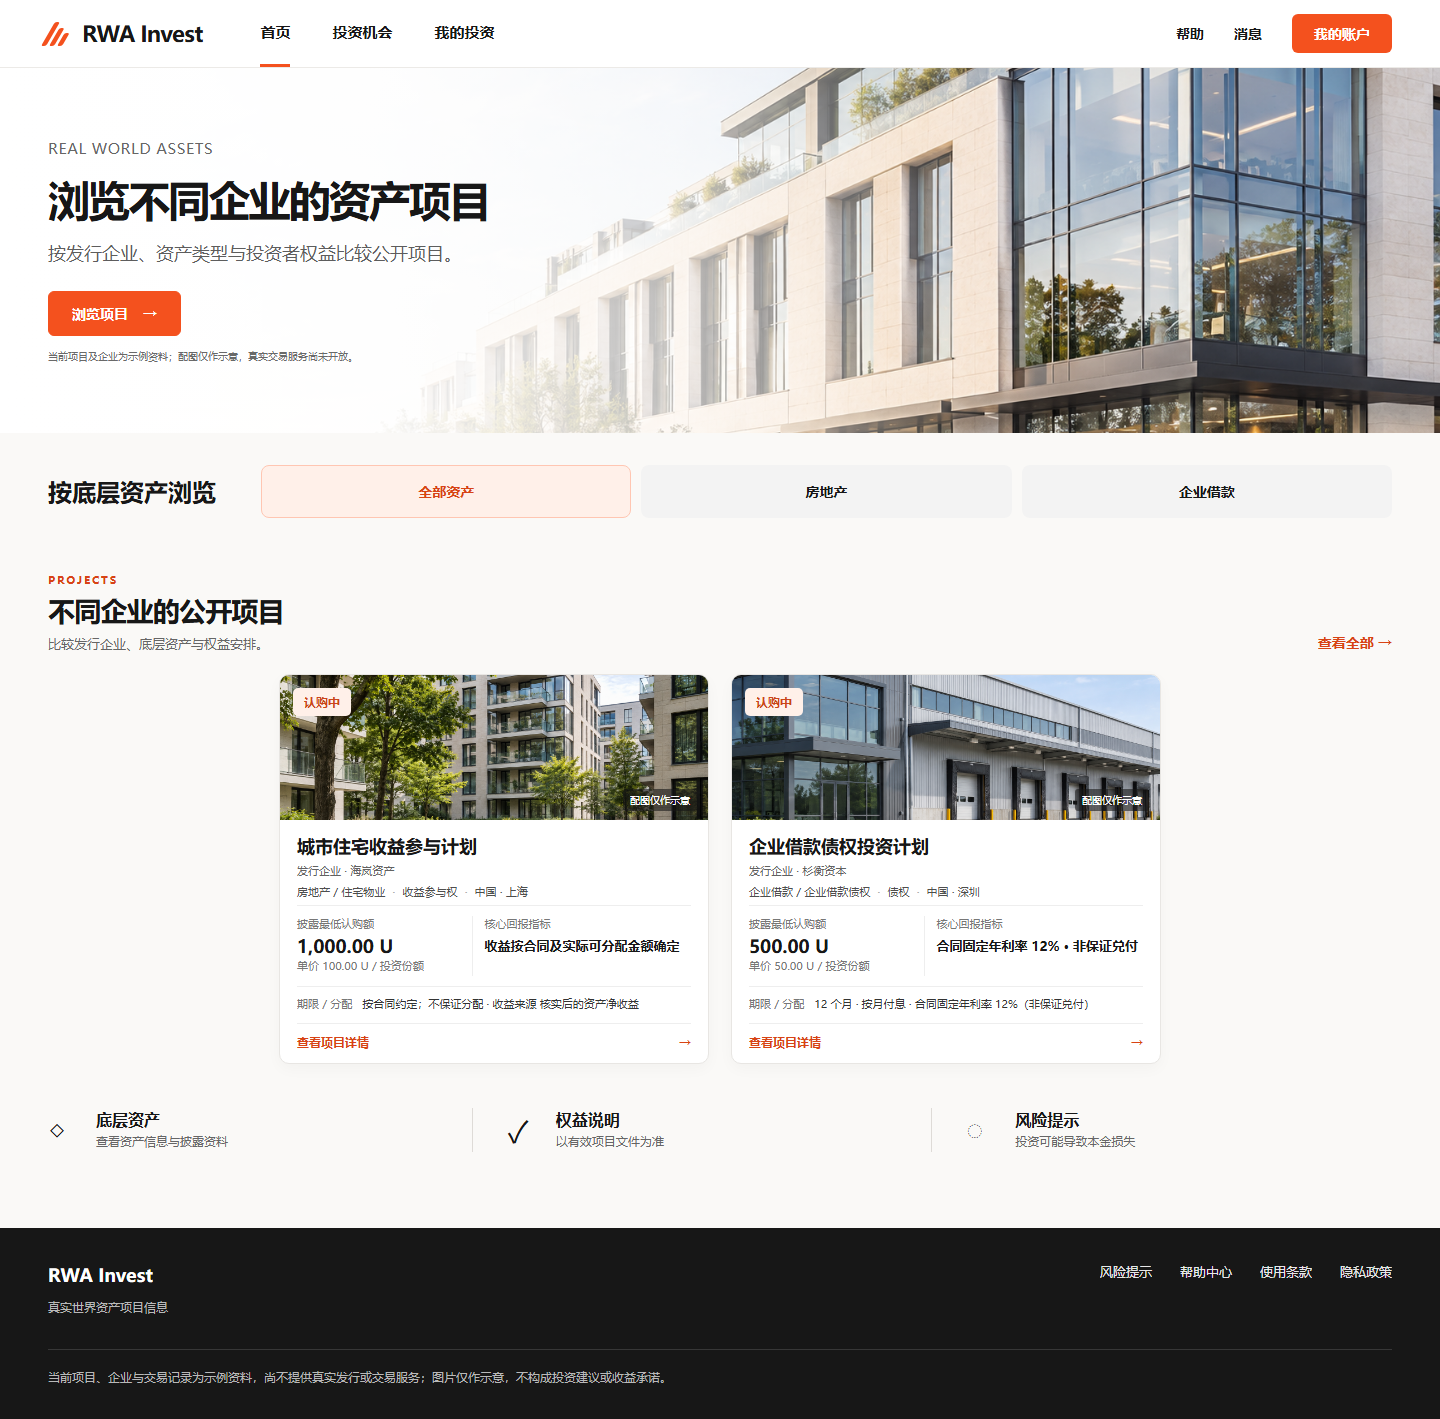 RWA Invest
首页
投资机会
我的投资
帮助
消息
我的账户
REAL WORLD ASSETS
浏览不同企业的资产项目
按发行企业、资产类型与投资者权益比较公开项目。
浏览项目 →
当前项目及企业为示例资料；配图仅作示意，真实交易服务尚未开放。
按底层资产浏览
全部资产
房地产
企业借款
PROJECTS
不同企业的公开项目
比较发行企业、底层资产与权益安排。
查看全部 →
认购中
配图仅作示意
城市住宅收益参与计划
发行企业 · 海岚资产
房地产 / 住宅物业 · 收益参与权 · 中国 · 上海
披露最低认购额
1,000.00 U
单价 100.00 U / 投资份额
核心回报指标
收益按合同及实际可分配金额确定
期限 / 分配 按合同约定；不保证分配 · 收益来源 核实后的资产净收益
查看项目详情 →
认购中
配图仅作示意
企业借款债权投资计划
发行企业 · 杉衡资本
企业借款 / 企业借款债权 · 债权 · 中国 · 深圳
披露最低认购额
500.00 U
单价 50.00 U / 投资份额
核心回报指标
合同固定年利率 12% • 非保证兑付
期限 / 分配 12 个月 · 按月付息 · 合同固定年利率 12%（非保证兑付）
查看项目详情 →
底层资产
查看资产信息与披露资料
权益说明
以有效项目文件为准
风险提示
投资可能导致本金损失
RWA Invest
真实世界资产项目信息
风险提示
帮助中心
使用条款
隐私政策
当前项目、企业与交易记录为示例资料，尚不提供真实发行或交易服务；图片仅作示意，不构成投资建议或收益承诺。